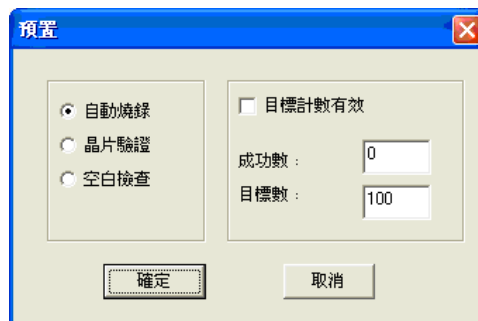 預置
自動燒錄
晶片驗證
空白檢查
目標計數有效
成功數：
0
目標數：
100
確定
取消